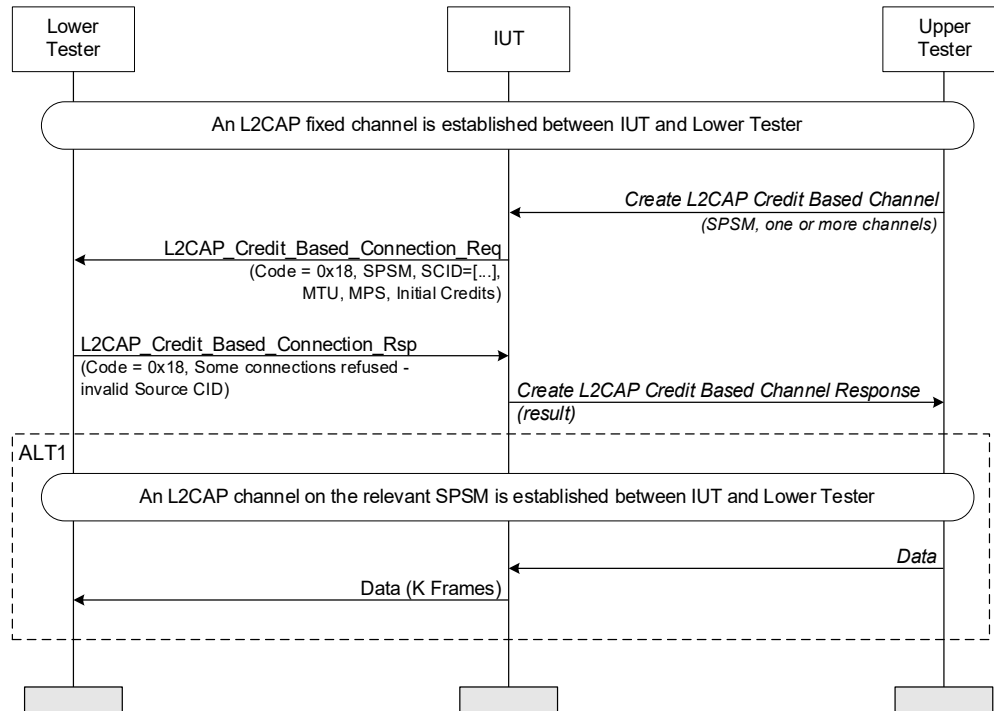 Lower
Tester
IUT
Upper
Tester
An L2CAP fixed channel is established between IUT and Lower Tester
Create L2CAP Credit Based Channel
(SPSM, one or more channels)
L2CAP_Credit_Based_Connection_Req
(Code = 0x18, SPSM, SCID=[...],
MTU, MPS, Initial Credits)
L2CAP_Credit_Based_Connection_Rsp
(Code = 0x18, Some connections refused -
invalid Source CID)
Create L2CAP Credit Based Channel Response
(result)
ALT1
An L2CAP channel on the relevant SPSM is established between IUT and Lower Tester
Data
Data (K Frames)